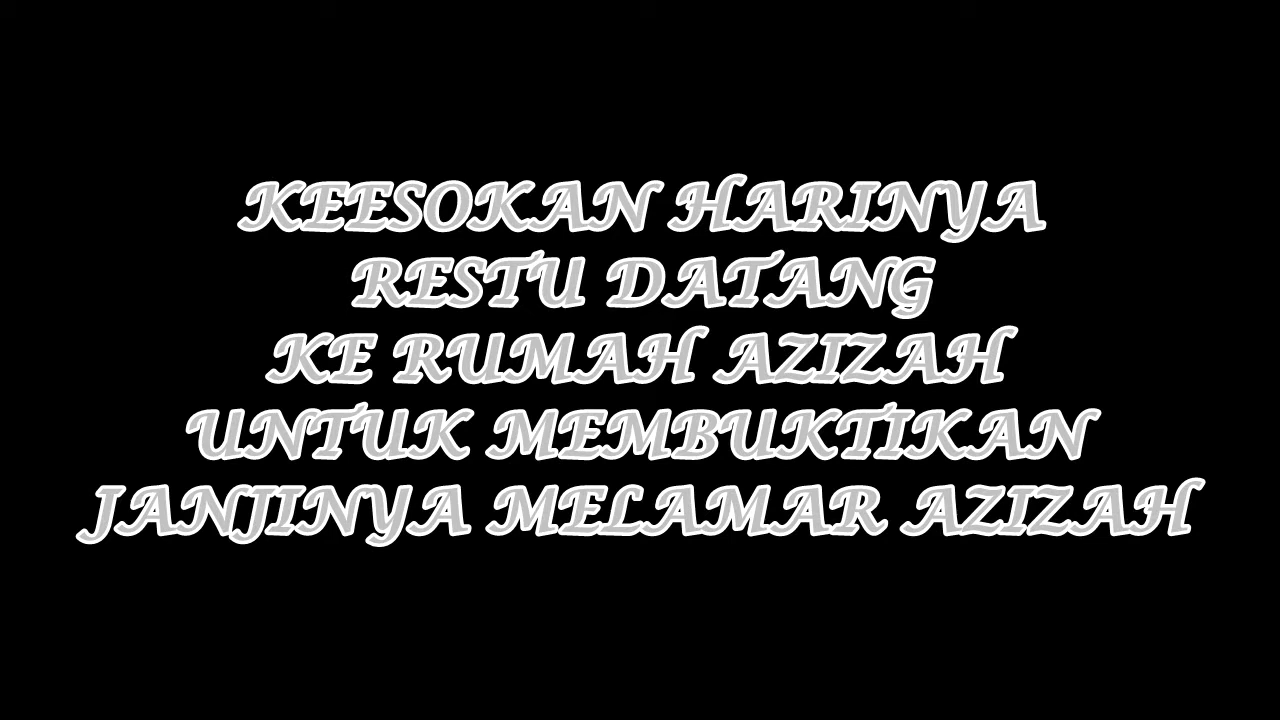 KEESOKAN HARINYA
RESTU DATANG
KE RUMAH AZIZAH
UNTUK MEMBUKTIKAN
JANJINYA MELAMAR AZIZAH